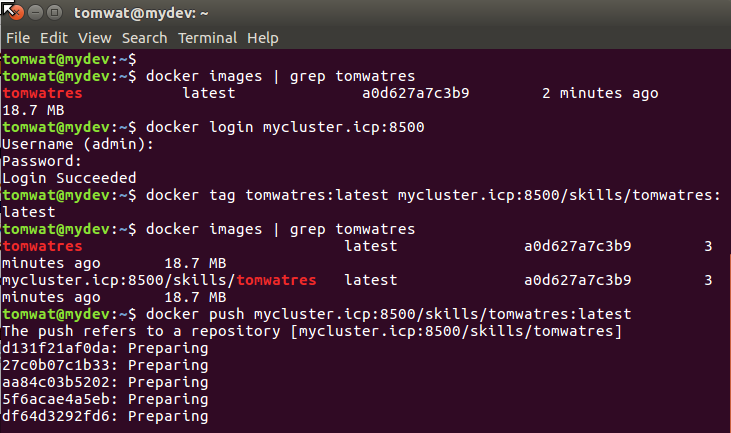 tomwat@mydev: ~
File Edit View Search Terminal Help
tomwat@mydev:~$
tomwat@mydev:~$ docker images | grep tomwatres
tomwatres           latest              a0d627a7c3b9        2 minutes ago
18.7 MB
tomwat@mydev:~$ docker login mycluster.icp:8500
Username (admin):
Password:
Login Succeeded
tomwat@mydev:~$ docker tag tomwatres:latest mycluster.icp:8500/skills/tomwatres:
latest
tomwat@mydev:~$ docker images | grep tomwatres
tomwatres                             latest              a0d627a7c3b9        3
minutes ago       18.7 MB
mycluster.icp:8500/skills/tomwatres   latest              a0d627a7c3b9        3
minutes ago       18.7 MB
tomwat@mydev:~$ docker push mycluster.icp:8500/skills/tomwatres:latest
The push refers to a repository [mycluster.icp:8500/skills/tomwatres]
d131f21af0da: Preparing
27c0b07c1b33: Preparing
aa84c03b5202: Preparing
5f6acae4a5eb: Preparing
df64d3292fd6: Preparing